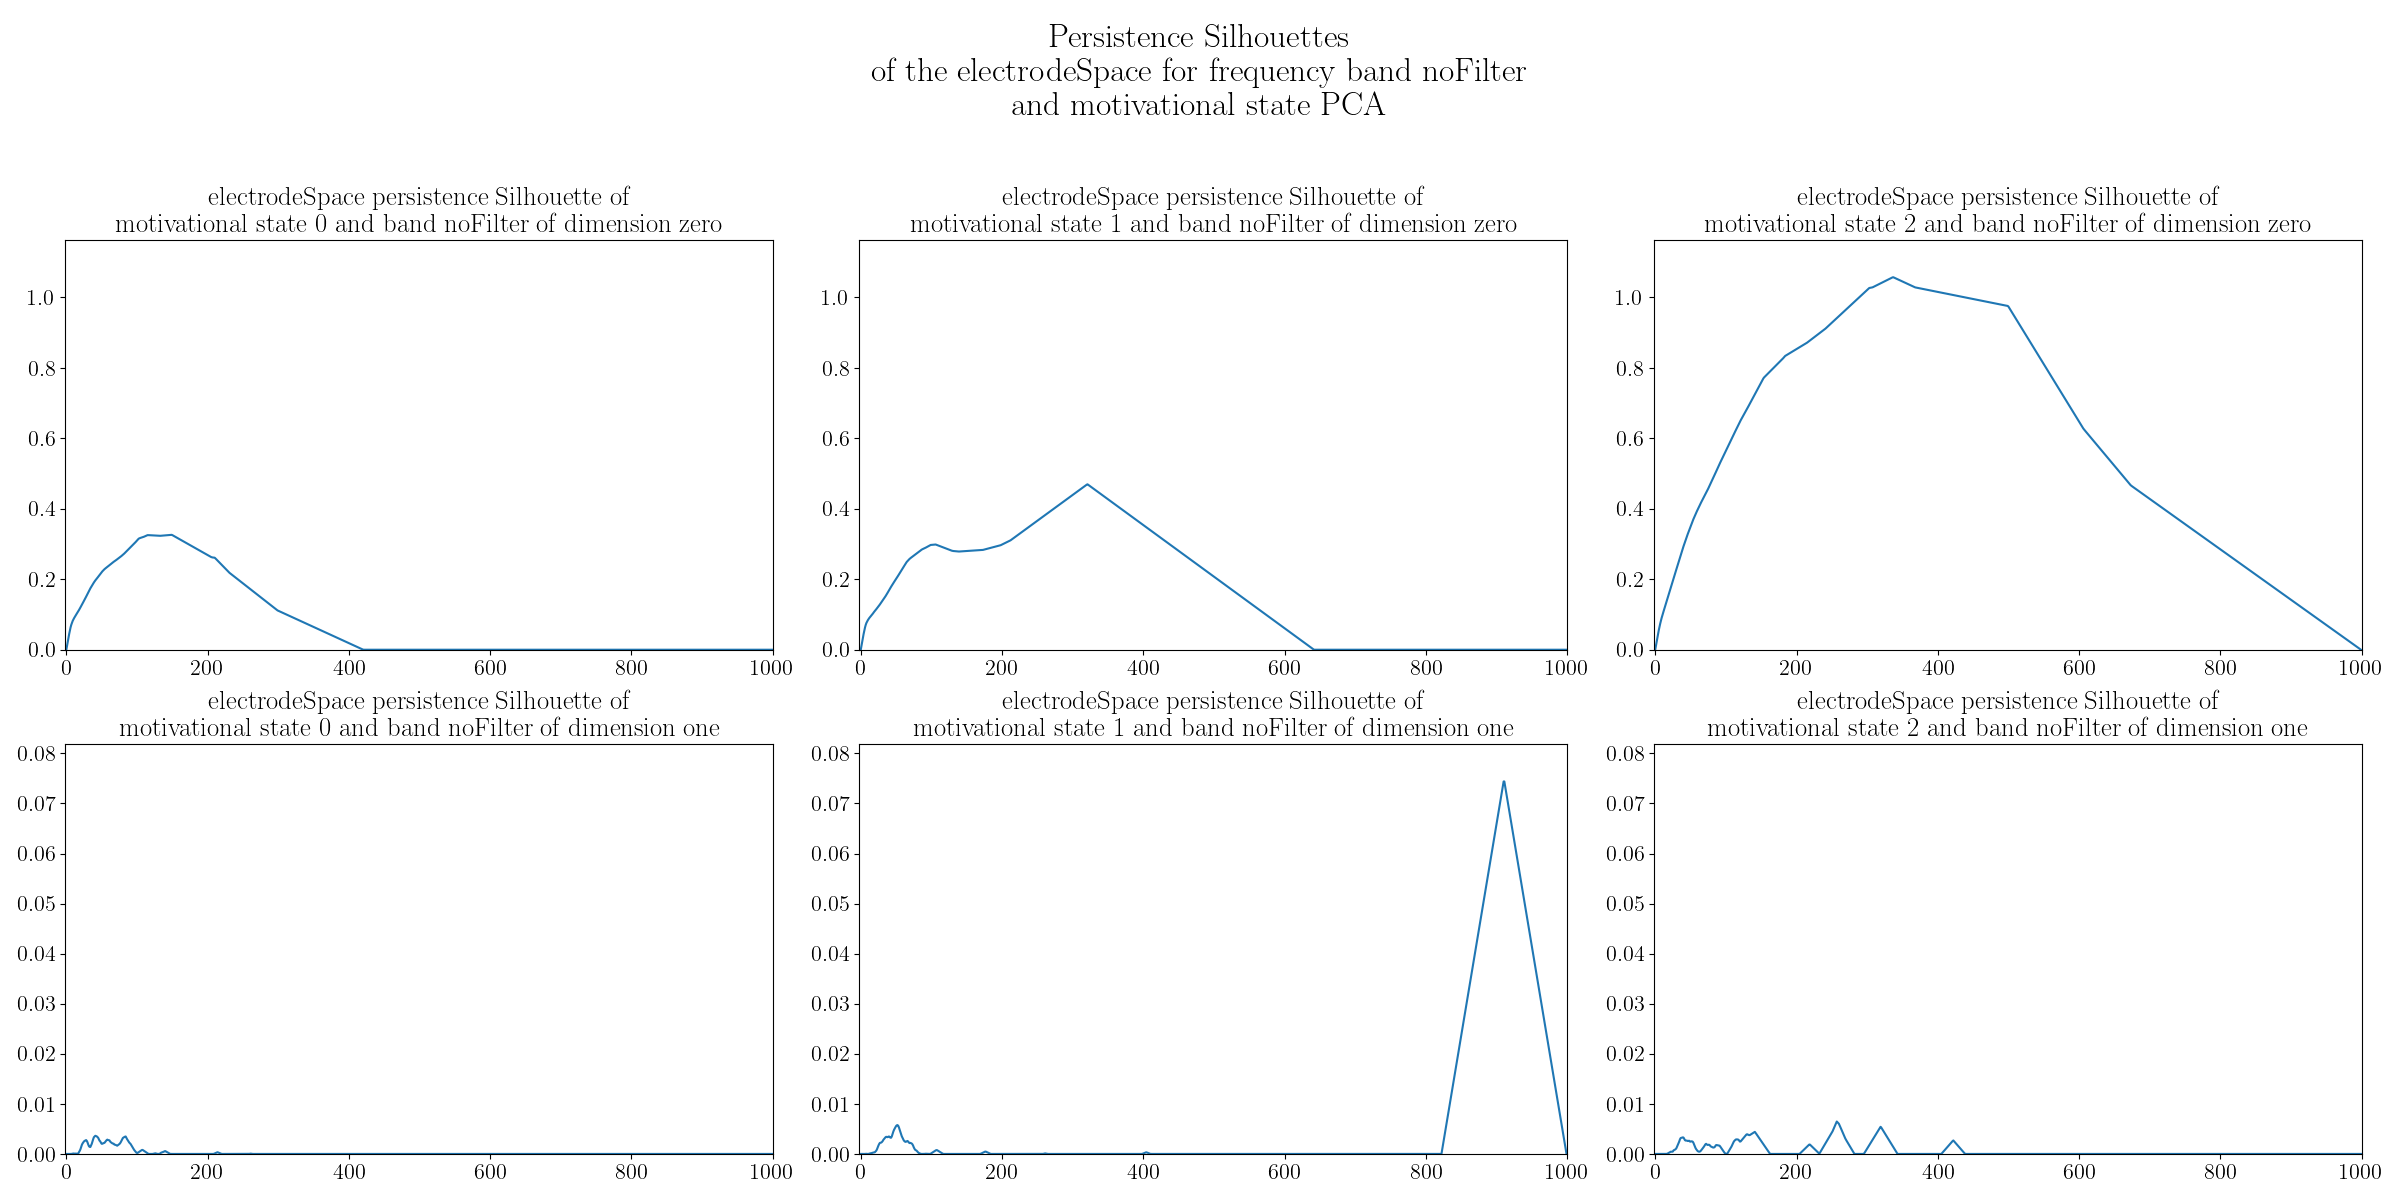 Persistence Silhouettes
of the electrodeSpace for frequency band noFilter
and motivational state PCA
electrodeSpace persistence Silhouette of
motivational state 0 and band noFilter of dimension zero
1.0
0.8
0.6
0.4
0.2
0.0
0 200 400 600 800 1000
electrodeSpace persistence Silhouette of
motivational state 1 and band noFilter of dimension zero
1.0
0.8
0.6
0.4
0.2
0.0
0 200 400 600 800 1000
electrodeSpace persistence Silhouette of
motivational state 2 and band noFilter of dimension zero
1.0
0.8
0.6
0.4
0.2
0.0
0 200 400 600 800 1000
electrodeSpace persistence Silhouette of
motivational state 0 and band noFilter of dimension one
0.08
0.07
0.06
0.05
0.04
0.03
0.02
0.01
0.00
0 200 400 600 800 1000
electrodeSpace persistence Silhouette of
motivational state 1 and band noFilter of dimension one
0.08
0.07
0.06
0.05
0.04
0.03
0.02
0.01
0.00
0 200 400 600 800 1000
electrodeSpace persistence Silhouette of
motivational state 2 and band noFilter of dimension one
0.08
0.07
0.06
0.05
0.04
0.03
0.02
0.01
0.00
0 200 400 600 800 1000